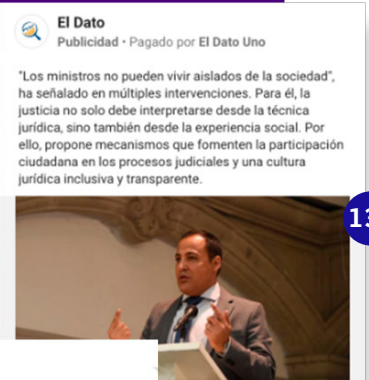 El Dato
Publicidad • Pagado por El Dato Uno
"Los ministros no pueden vivir aislados de la sociedad",
ha señalado en múltiples intervenciones. Para él, la
justicia no solo debe interpretarse desde la técnica
jurídica, sino también desde la experiencia social. Por
ello, propone mecanismos que fomenten la participación
ciudadana en los procesos judiciales y una cultura
jurídica inclusiva y transparente.